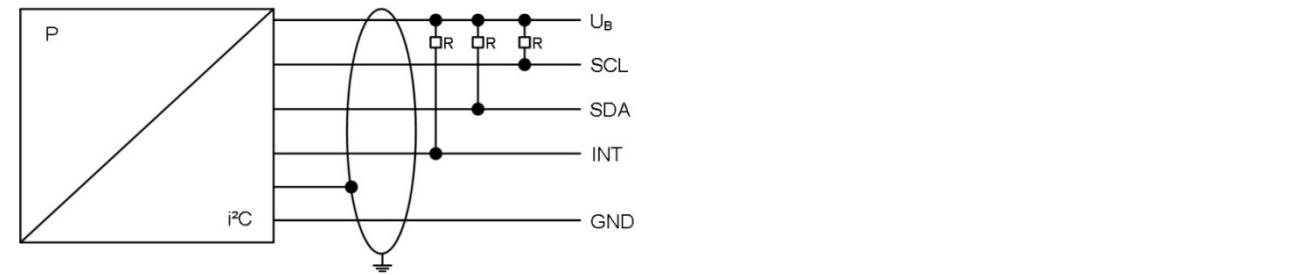 P
U_B
R R R
SCL
SDA
INT
i²C
GND